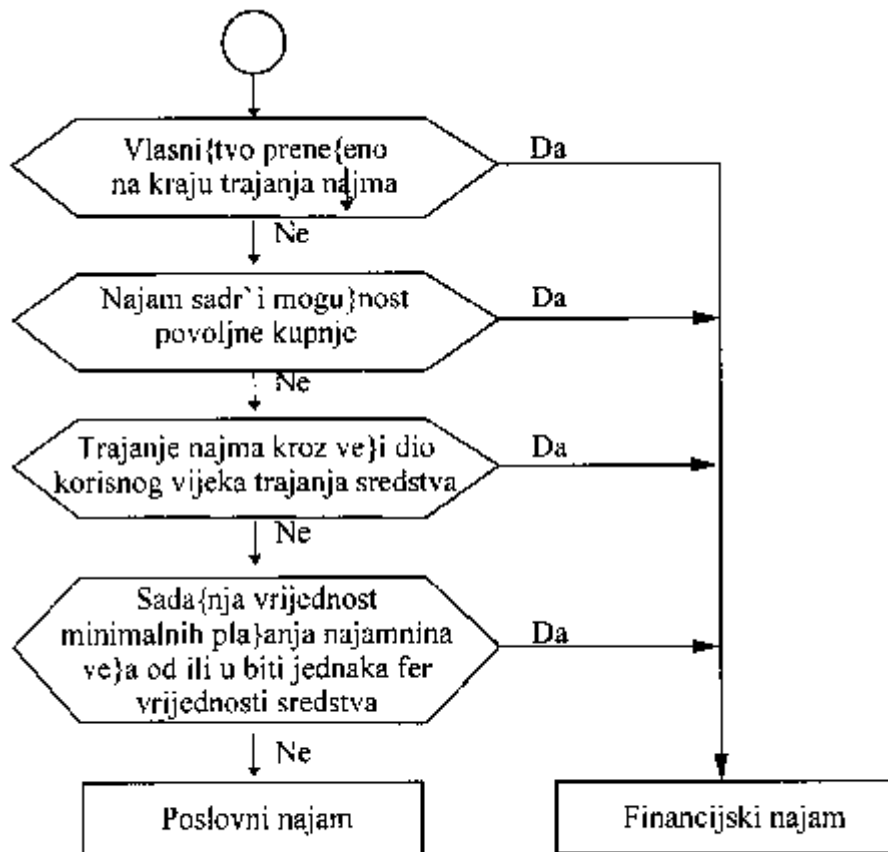 Vlasni{tvo prene{eno
na kraju trajanja najma
Da
Ne
Najam sadr`i mogu}nost
povoljne kupnje
Da
Ne
Trajanje najma kroz ve}i dio
korisnog vijeka trajanja sredstva
Da
Ne
Sada{nja vrijednost
minimalnih pla}anja najamnina
ve}a od ili u biti jednaka fer
vrijednosti sredstva
Da
Ne
Poslovni najam
Financijski najam